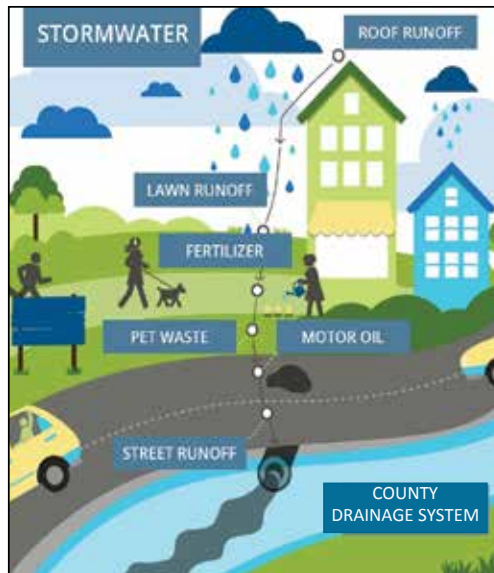 STORMWATER
ROOF RUNOFF
LAWN RUNOFF
FERTILIZER
PET WASTE
MOTOR OIL
STREET RUNOFF
COUNTY
DRAINAGE SYSTEM